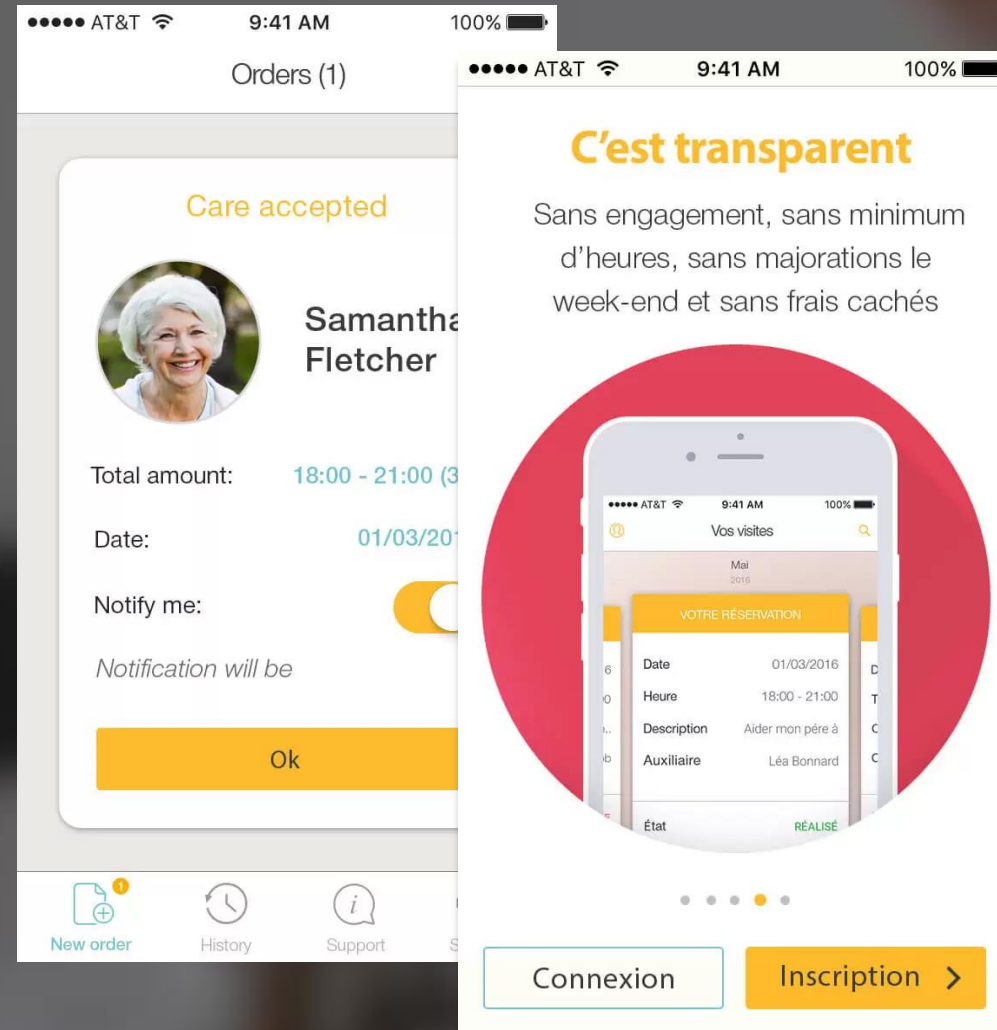 AT&T 9:41 AM 100%
Orders (1)
Care accepted
Samantha
Fletcher
Total amount: 18:00 - 21:00 (3
Date: 01/03/201
Notify me:
Notification will be
Ok
1
New order History Support S
AT&T 9:41 AM 100%
C'est transparent
Sans engagement, sans minimum
d'heures, sans majorations le
week-end et sans frais cachés
AT&T 9:41 AM 100%
Vos visites
Mai
2016
VOTRE RÉSERVATION
Date 01/03/2016
Heure 18:00 - 21:00
Description Aider mon pére à
Auxiliaire Léa Bonnard
État RÉALISÉ
Connexion
Inscription